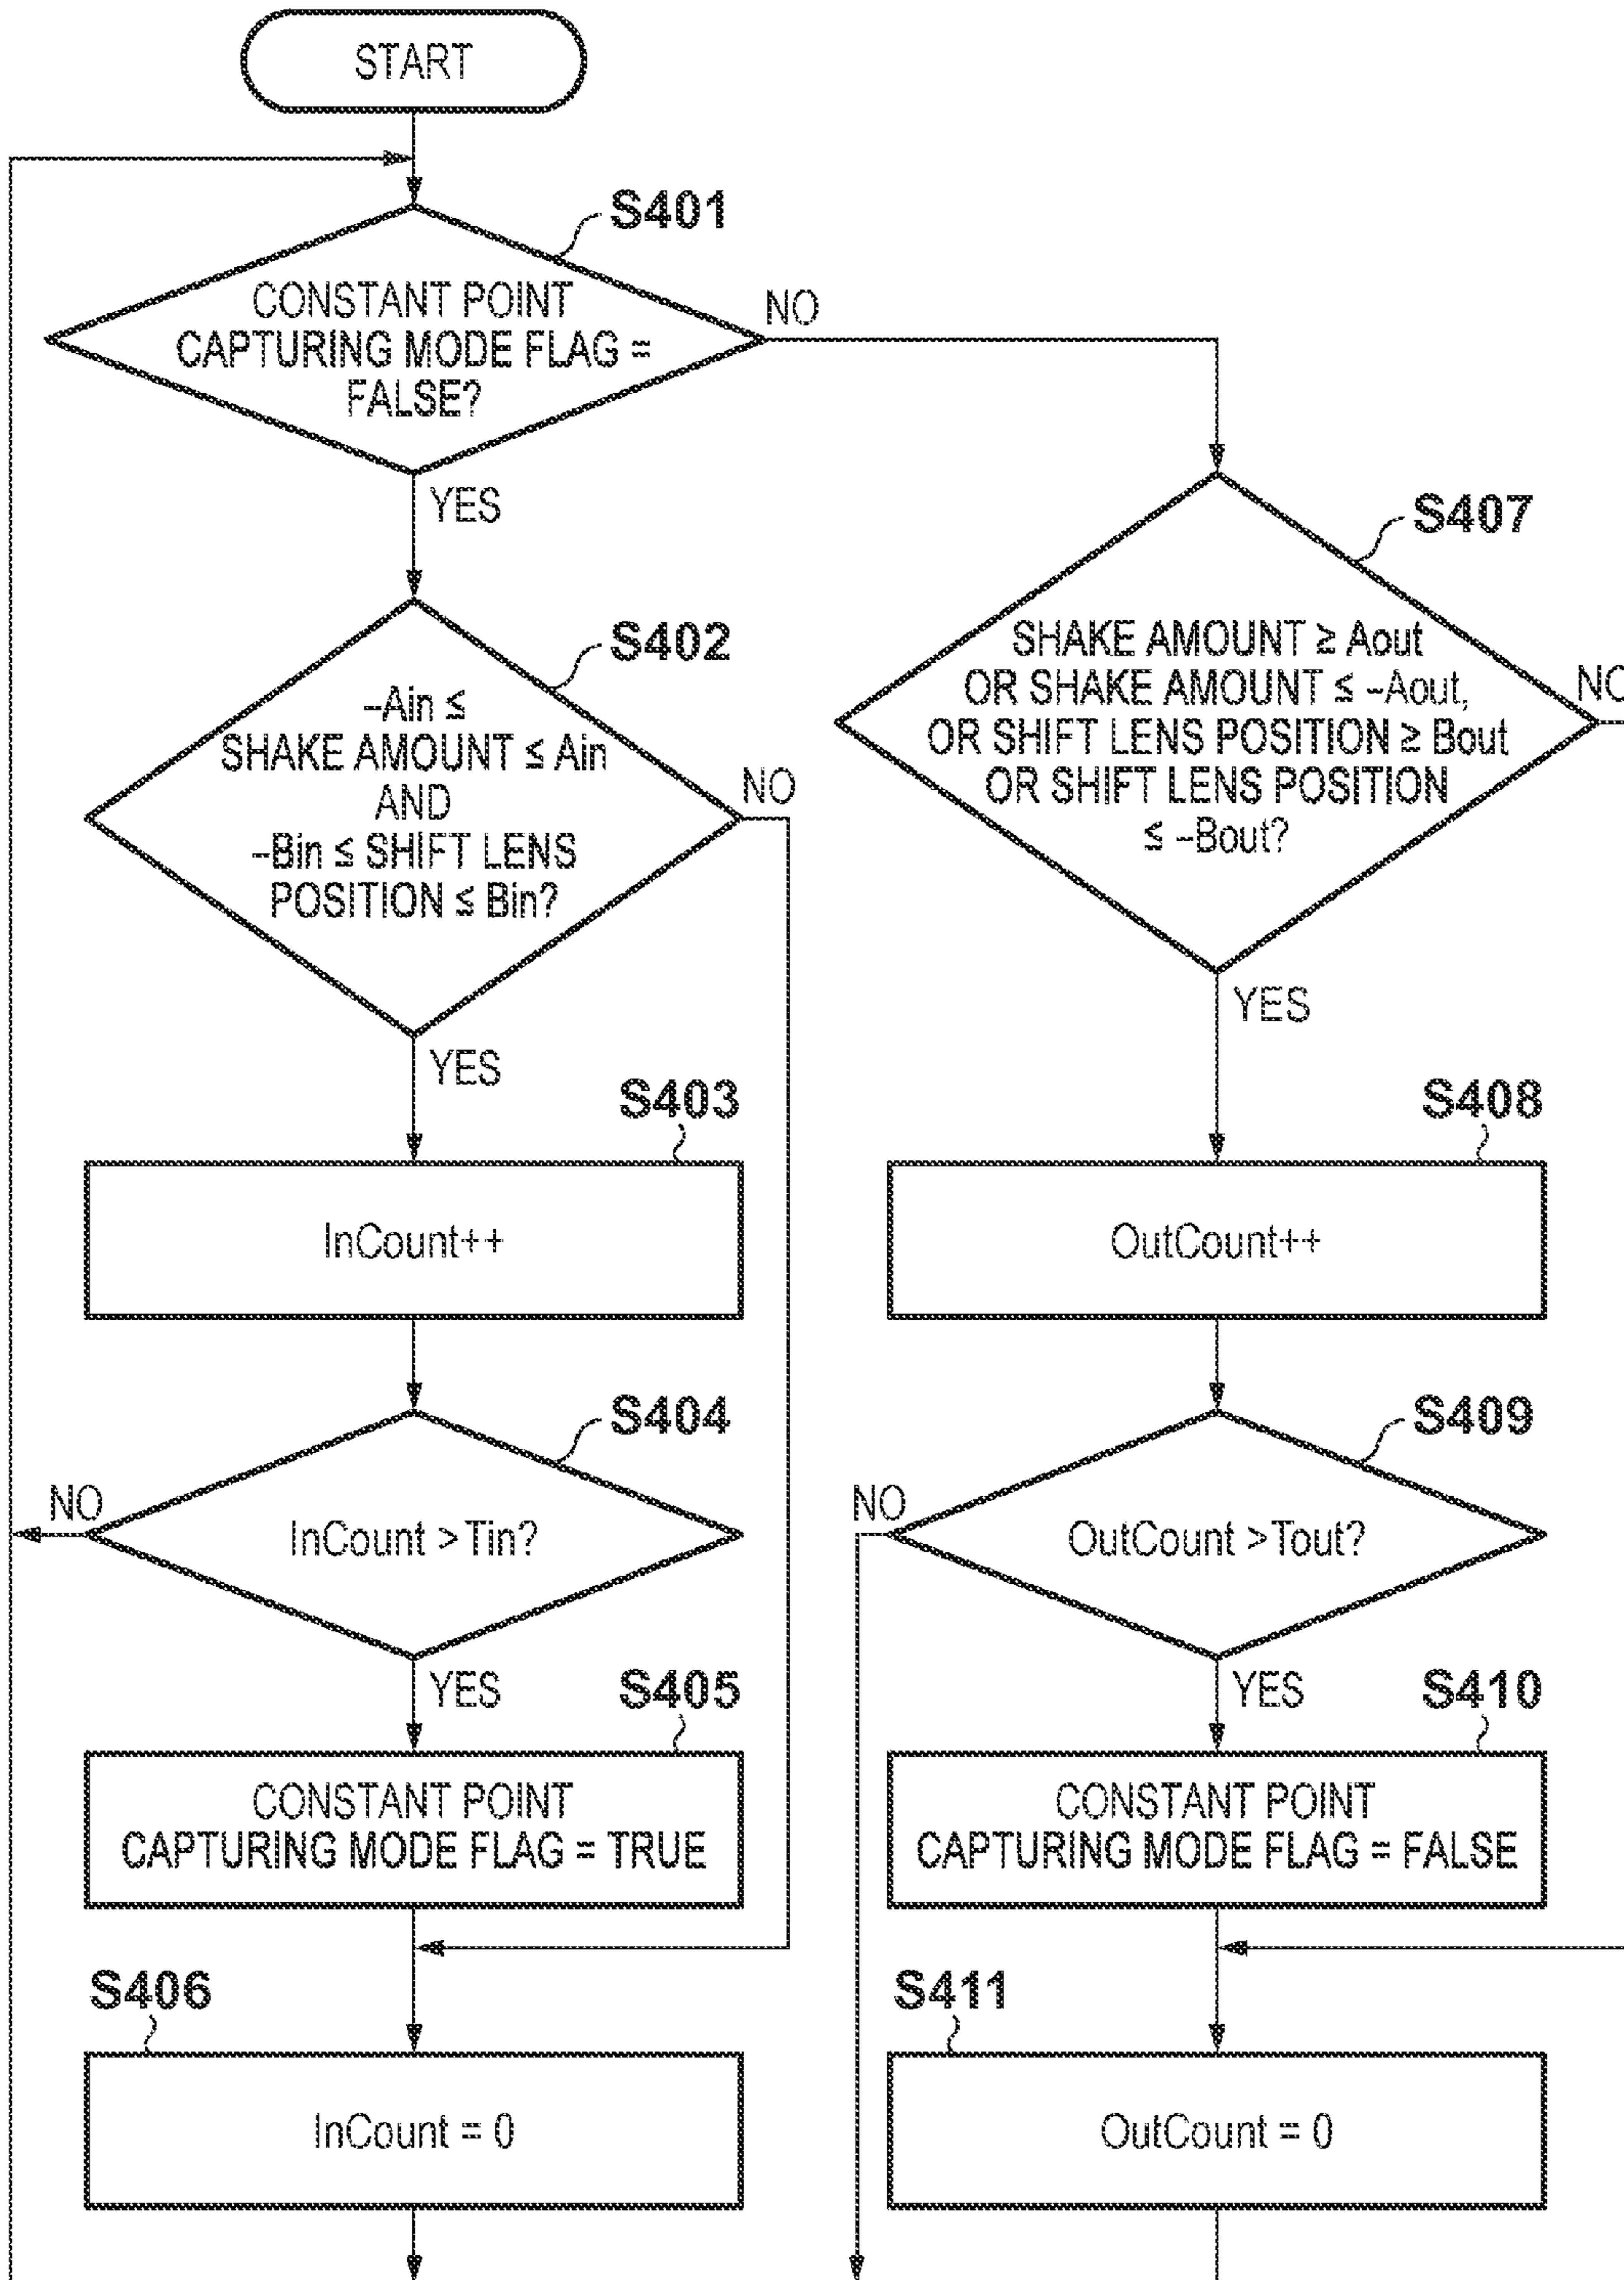 START
S401
CONSTANT POINT
CAPTURING MODE FLAG =
FALSE?
NO
YES
S402
–Ain ≤
SHAKE AMOUNT ≤ Ain
AND
–Bin ≤ SHIFT LENS
POSITION ≤ Bin?
NO
YES
S403
InCount++
S404
InCount >Tin?
NO
YES
S405
CONSTANT POINT
CAPTURING MODE FLAG = TRUE
S406
InCount = 0
S407
SHAKE AMOUNT ≥ Aout
OR SHAKE AMOUNT ≤ –Aout,
OR SHIFT LENS POSITION ≥ Bout
OR SHIFT LENS POSITION
≤ –Bout?
NO
YES
S408
OutCount++
S409
OutCount >Tout?
NO
YES
S410
CONSTANT POINT
CAPTURING MODE FLAG = FALSE
S411
OutCount = 0